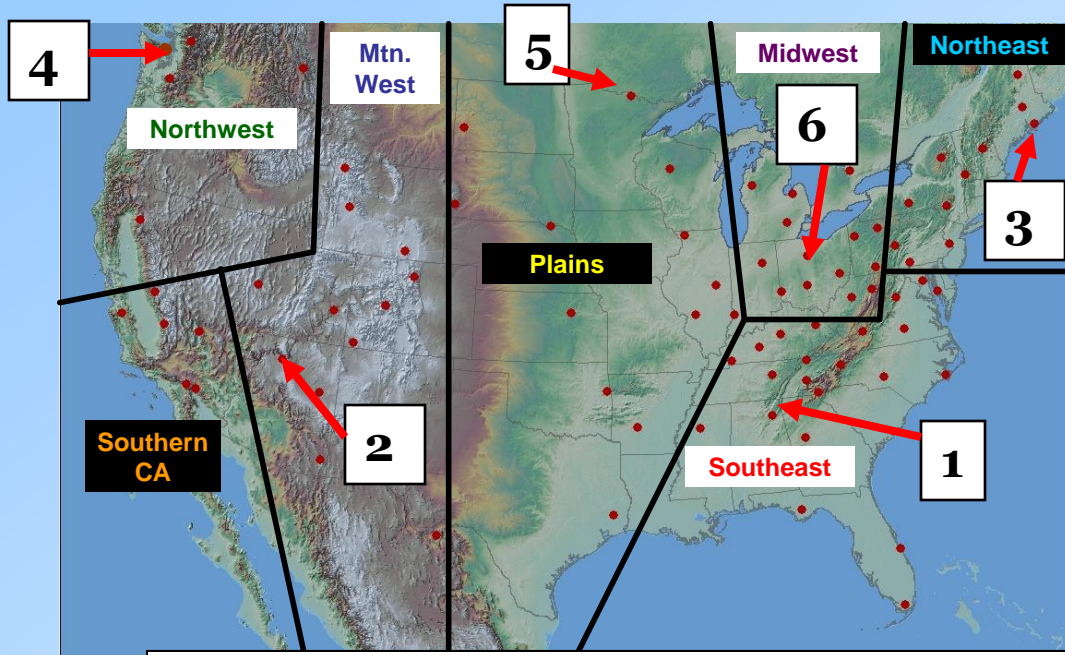 4
Mtn.
West
5
Midwest
Northeast
Northwest
6
3
Plains
2
Southern
CA
Southeast
1